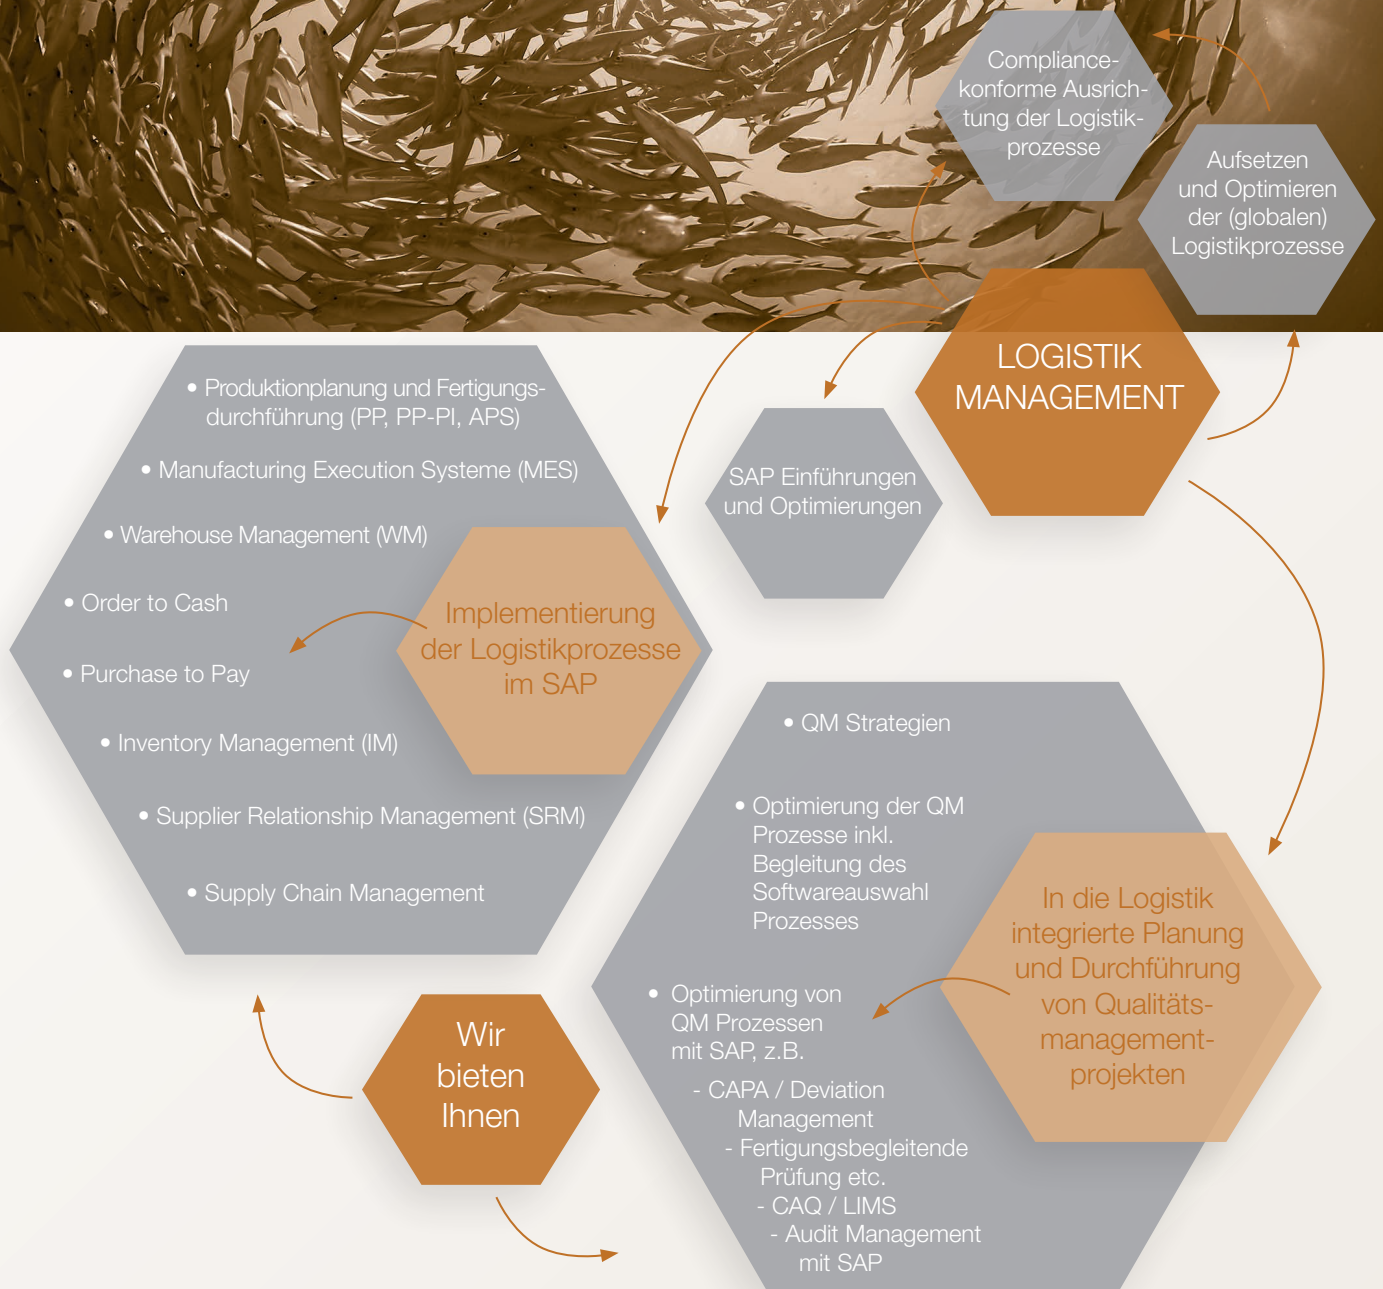 Compliance-
konforme Ausrich-
tung der Logistik-
prozesse
Aufsetzen
und Optimieren
der (globalen)
Logistikprozesse
LOGISTIK
MANAGEMENT
SAP Einführungen
und Optimierungen
• Produktionplanung und Fertigungs-
durchführung (PP, PP-PI, APS)
• Manufacturing Execution Systeme (MES)
• Warehouse Management (WM)
• Order to Cash
• Purchase to Pay
• Inventory Management (IM)
• Supplier Relationship Management (SRM)
• Supply Chain Management
Implementierung
der Logistikprozesse
im SAP
• QM Strategien
• Optimierung der QM
Prozesse inkl.
Begleitung des
Softwareauswahl
Prozesses
• Optimierung von
QM Prozessen
mit SAP, z.B.
- CAPA / Deviation
Management
- Fertigungsbegleitende
Prüfung etc.
- CAQ / LIMS
- Audit Management
mit SAP
In die Logistik
integrierte Planung
und Durchführung
von Qualitäts-
management-
projekten
Wir
bieten
Ihnen